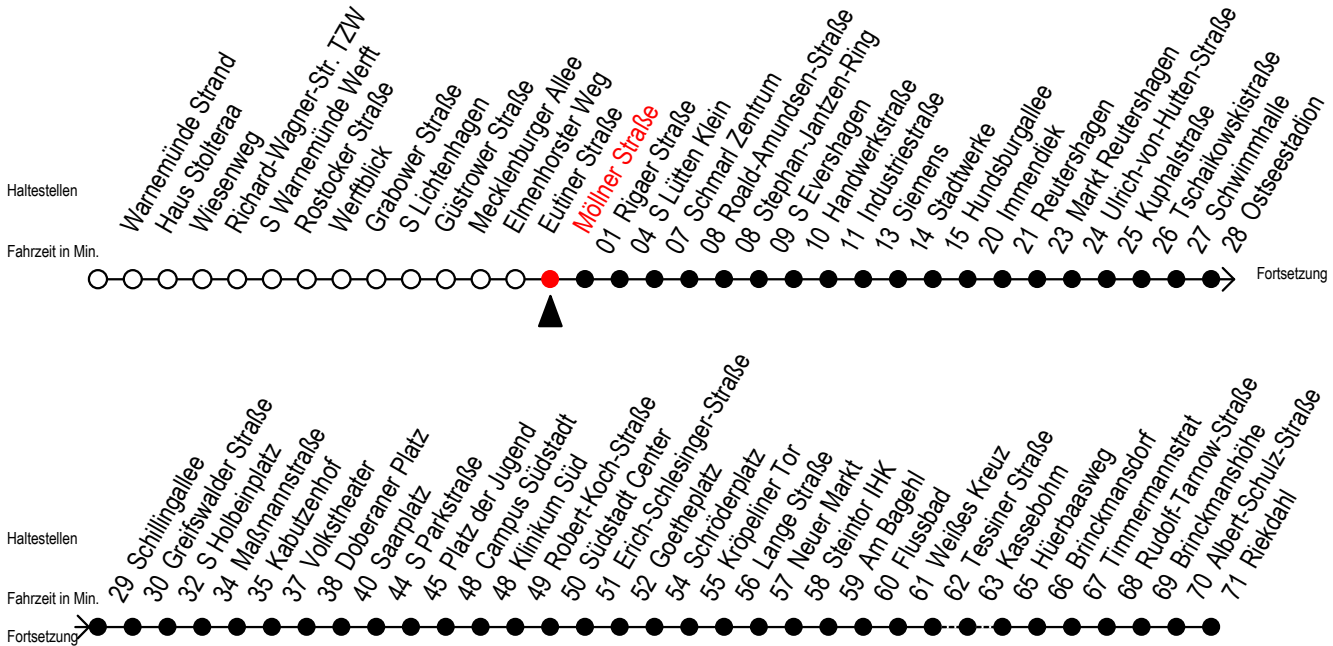 Haltestellen
Warnemünde Strand
Haus Stolteraa
Wiesenweg
Richard-Wagner-Str. TZW
S Warnemünde Werft
Rostocker Straße
Werftblick
Grabower Straße
S Lichtenhagen
Güstrower Straße
Mecklenburger Allee
Elmenhorster Weg
Eutiner Straße
Möllner Straße
Fahrzeit in Min.
01 Rigaer Straße
04 S Lütten Klein
07 Schmarl Zentrum
08 Roald-Amundsen-Straße
08 Stephan-Jantzen-Ring
09 S Evershagen
10 Handwerkstraße
11 Industriestraße
13 Siemens
14 Stadtwerke
15 Hundsburgallee
20 Immendiek
21 Reutershagen
23 Markt Reutershagen
24 Ulrich-von-Hutten-Straße
25 Kuphalstraße
26 Tschaikowskistraße
27 Schwimmhalle
28 Ostseestadion
Fortsetzung
Haltestellen
Fahrzeit in Min.
29 Schillingallee
30 Greifswalder Straße
32 S Holbeinplatz
34 Maßmannstraße
35 Kabutzenhof
37 Volkstheater
38 Doberaner Platz
40 Saarplatz
44 S Parkstraße
45 Platz der Jugend
48 Campus Südstadt
48 Klinikum Süd
49 Robert-Koch-Straße
50 Südstadt Center
51 Erich-Schlesinger-Straße
52 Goetheplatz
54 Schröderplatz
55 Kröpeliner Tor
56 Lange Straße
57 Neuer Markt
58 Steintor IHK
59 Am Bagehl
60 Flussbad
61 Weißes Kreuz
62 Tessiner Straße
63 Kassebohm
65 Hüerbaasweg
66 Brinckmansdorf
67 Timmermannstrat
68 Rudolf-Tarnow-Straße
69 Brinckmanshöhe
70 Albert-Schulz-Straße
71 Riekdahl
Fortsetzung